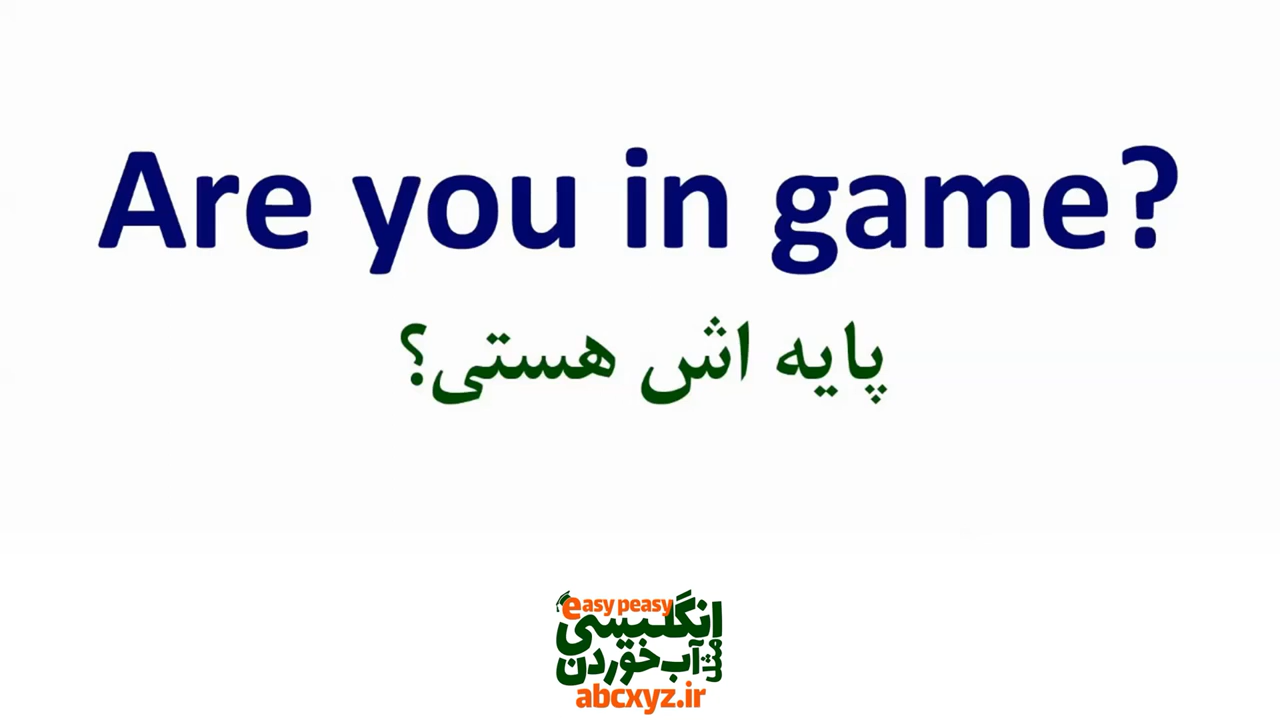 Are you in game?
پایه اش هستی؟
easy peasy
انگلیسی
مثل آب خوردن
abcxyz.ir